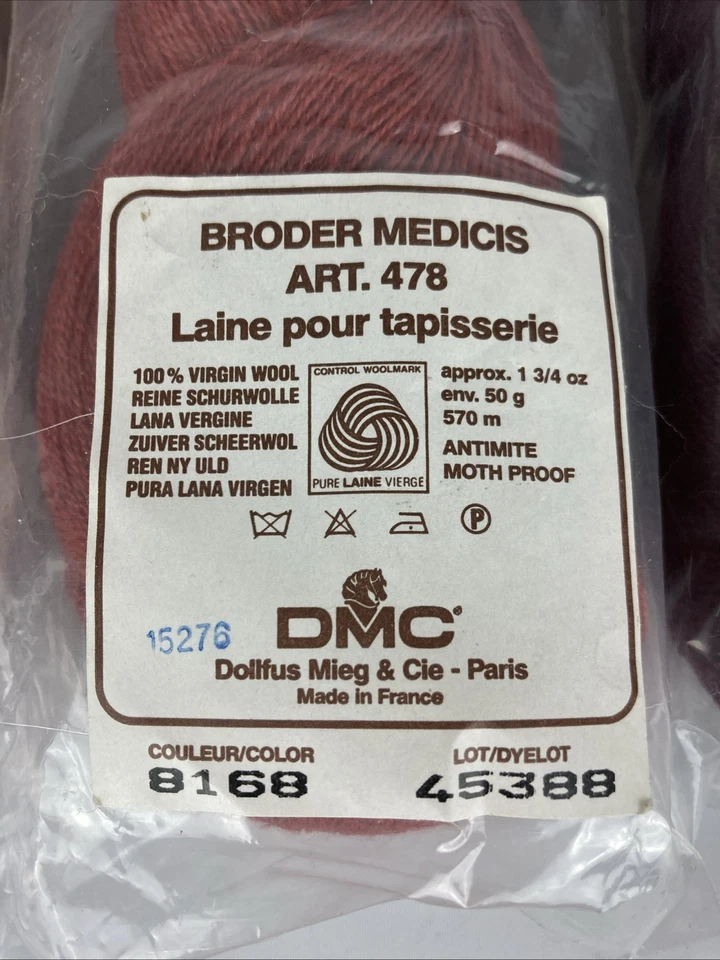 BRODER MEDICIS
ART. 478
Laine pour tapisserie
100% VIRGIN WOOL
REINE SCHURWOLLE
LANA VERGINE
ZUIVER SCHEERWOL
REN NY ULD
PURA LANA VIRGEN
CONTROL WOOLMARK
PURE LAINE VIERGE
approx. 1 3/4 oz
env. 50 g
570 m
ANTIMITE
MOTH PROOF
P
DMC
15276
Dollfus Mieg & Cie - Paris
Made in France
COULEUR/COLOR
8168
LOT/DYELOT
45388